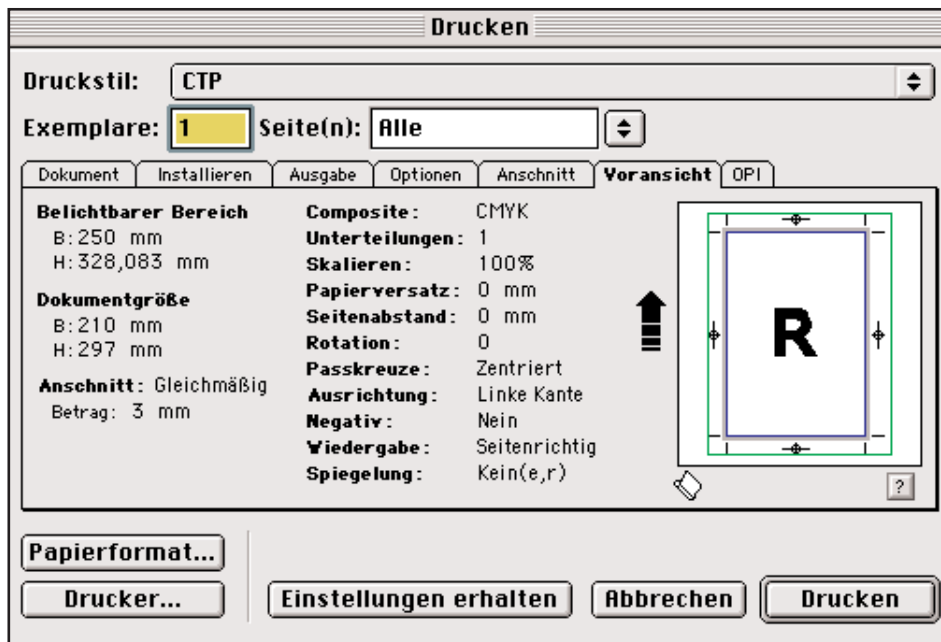 Drucken
Druckstil: CTP
Exemplare: 1 Seite(n): Alle
Dokument Installieren Ausgabe Optionen Anschnitt Voransicht OPI
Belichtbarer Bereich
B: 250 mm
H: 328,083 mm
Dokumentgröße
B: 210 mm
H: 297 mm
Anschnitt: Gleichmäßig
Betrag: 3 mm
Composite: CMYK
Unterteilungen: 1
Skalieren: 100%
Papierversatz: 0 mm
Seitenabstand: 0 mm
Rotation: 0
Passkreuze: Zentriert
Ausrichtung: Linke Kante
Negativ: Nein
Wiedergabe: Seitenrichtig
Spiegelung: Kein(e,r)
R
?
Papierformat...
Drucker... Einstellungen erhalten Abbrechen Drucken